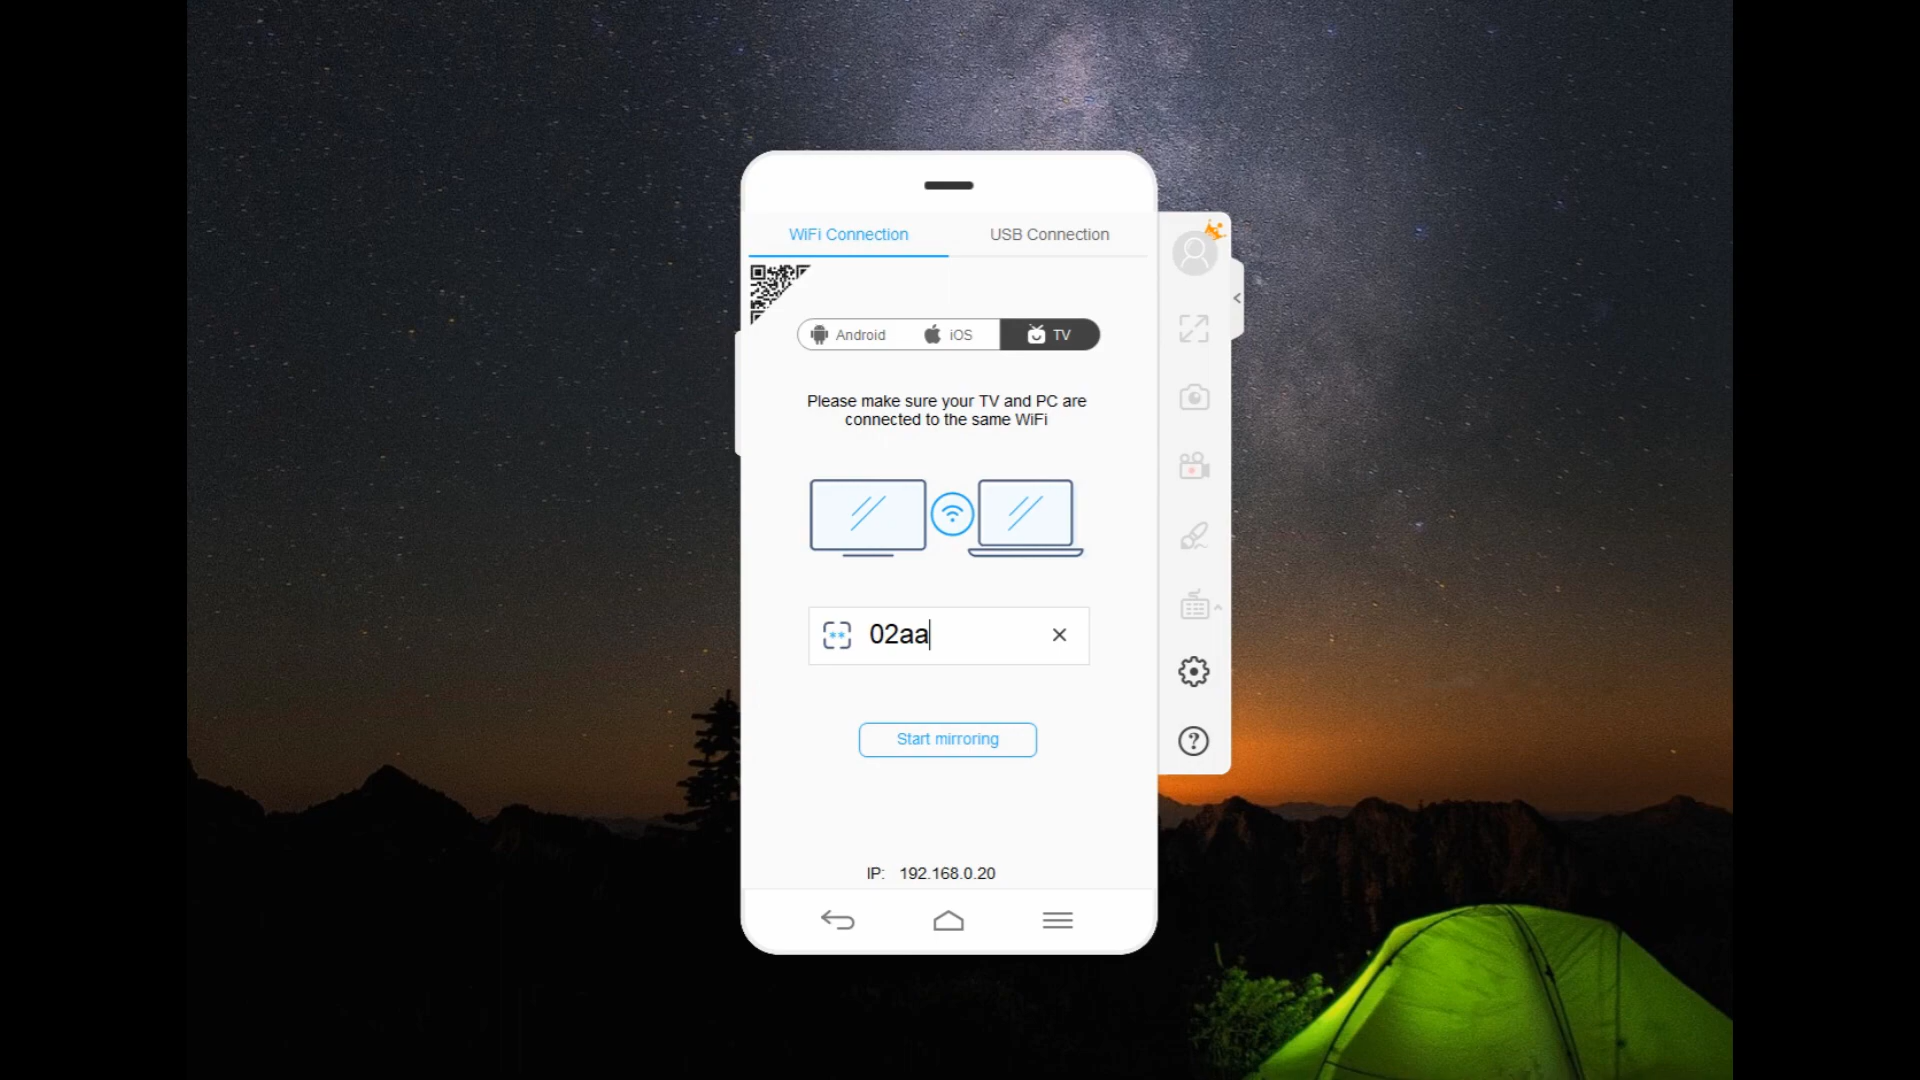 WiFi Connection
USB Connection
Android
iOS
TV
Please make sure your TV and PC are
connected to the same WiFi
**
02aa
×
Start mirroring
IP: 192.168.0.20
?